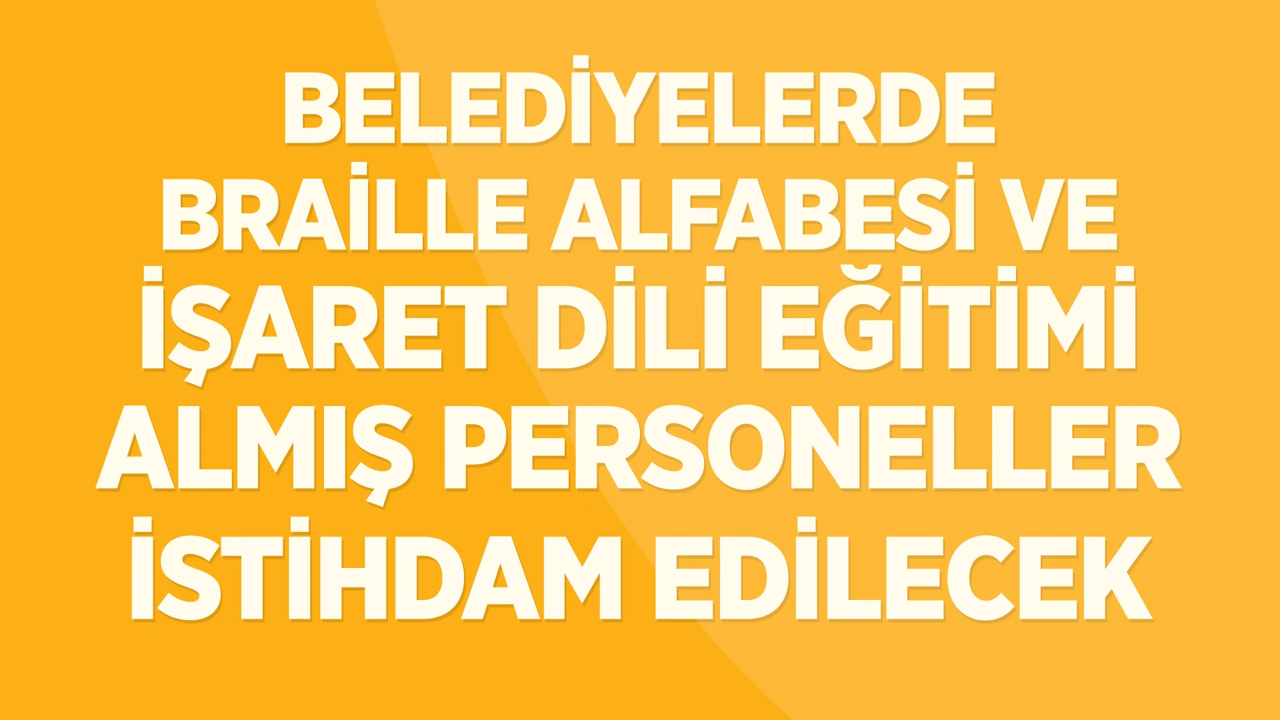 BELEDİYELERDE
BRAİLLE ALFABESİ VE
İŞARET DİLİ EĞİTİMİ
ALMIŞ PERSONELLER
İSTİHDAM EDİLECEK